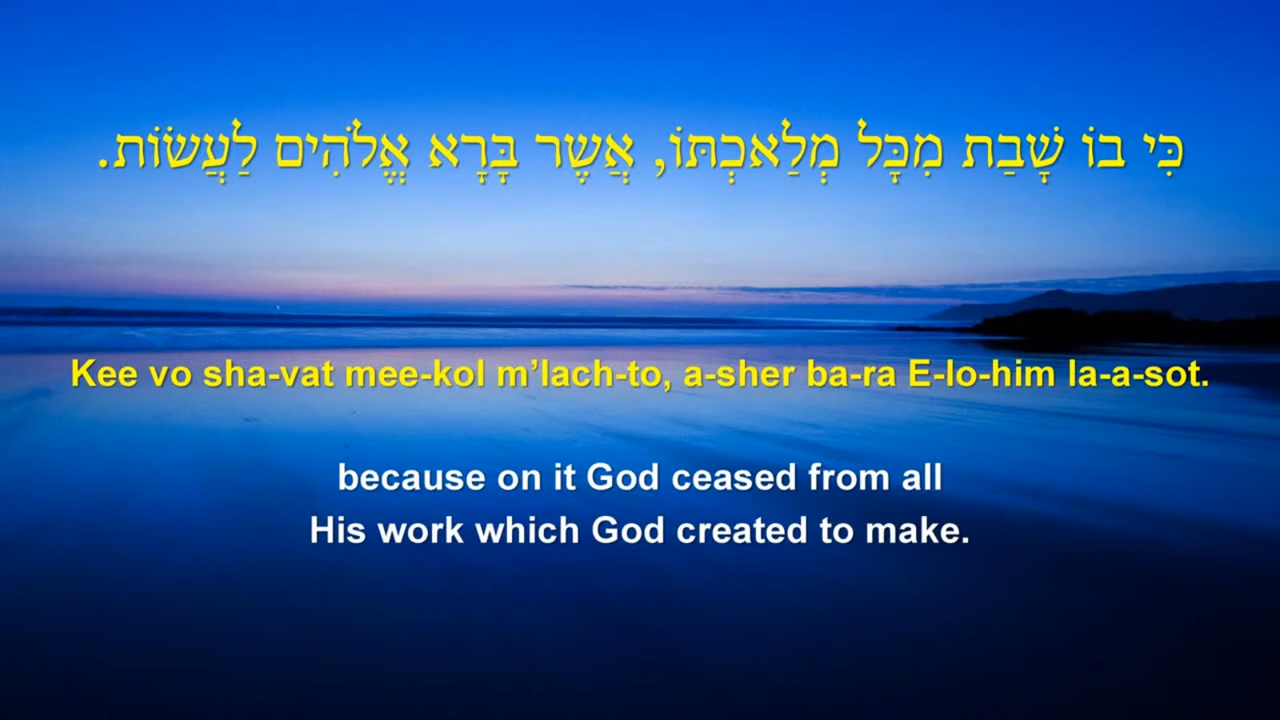 כִּי בוֹ שָׁבַת מִכָּל מְלַאכְתּוֹ, אֲשֶׁר בָּרָא אֱלֹהִים לַעֲשׂוֹת.
Kee vo sha-vat mee-kol m’lach-to, a-sher ba-ra E-lo-him la-a-sot.
because on it God ceased from all
His work which God created to make.